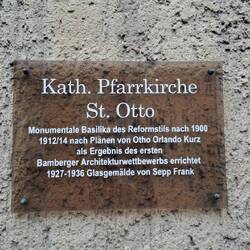 Kath. Pfarrkirche
St. Otto
Monumentale Basilika des Reformstils nach 1900
1912/14 nach Plänen von Otho Orlando Kurz
als Ergebnis des ersten
Bamberger Architekturwettbewerbs errichtet
1927-1936 Glasgemälde von Sepp Frank